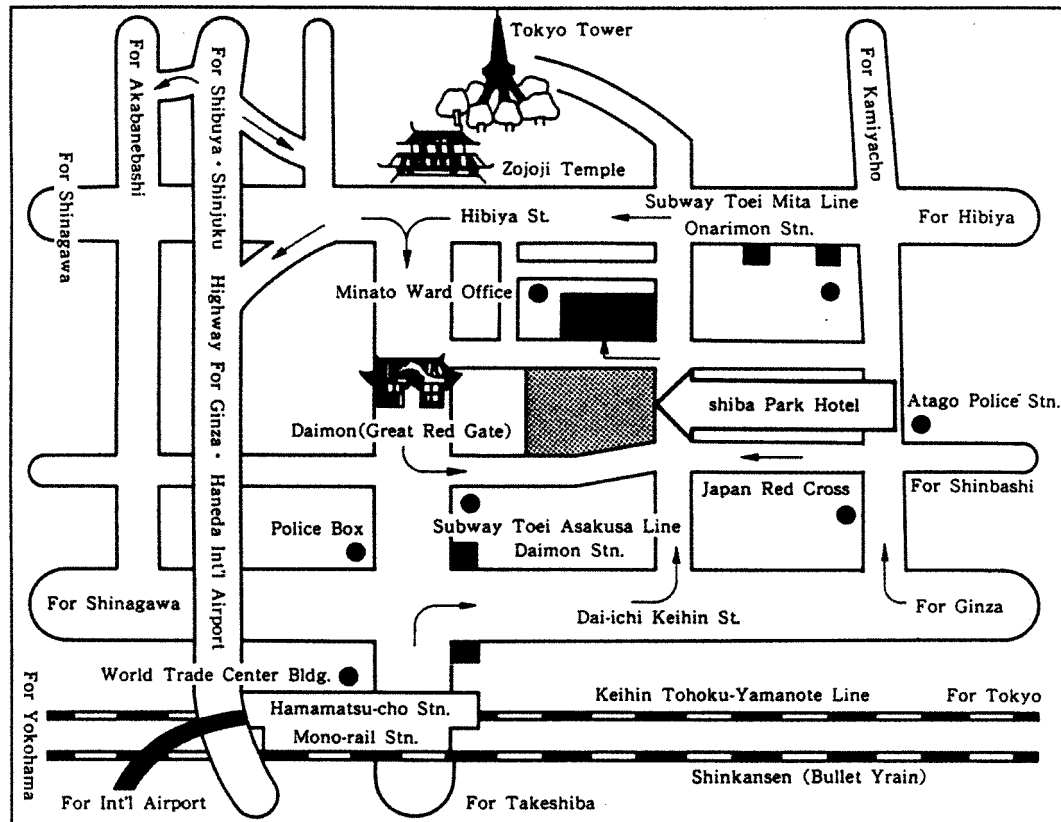 Tokyo Tower
For Akabanebashi
For Shibuya・Shinjuku Highway For Ginza・ Haneda Int'l Airport
For Kamiyacho
For Shinagawa
Zojoji Temple
Hibiya St.
Subway Toei Mita Line
Onarimon Stn.
For Hibiya
Minato Ward Office
shiba Park Hotel
Atago Police Stn.
Daimon(Great Red Gate)
Japan Red Cross
For Shinbashi
Police Box
Subway Toei Asakusa Line
Daimon Stn.
For Shinagawa
Dai-ichi Keihin St.
For Ginza
World Trade Center Bldg.
For Yokohama
Hamamatsu-cho Stn.
Keihin Tohoku-Yamanote Line
For Tokyo
Mono-rail Stn.
Shinkansen (Bullet Yrain)
For Int'l Airport
For Takeshiba